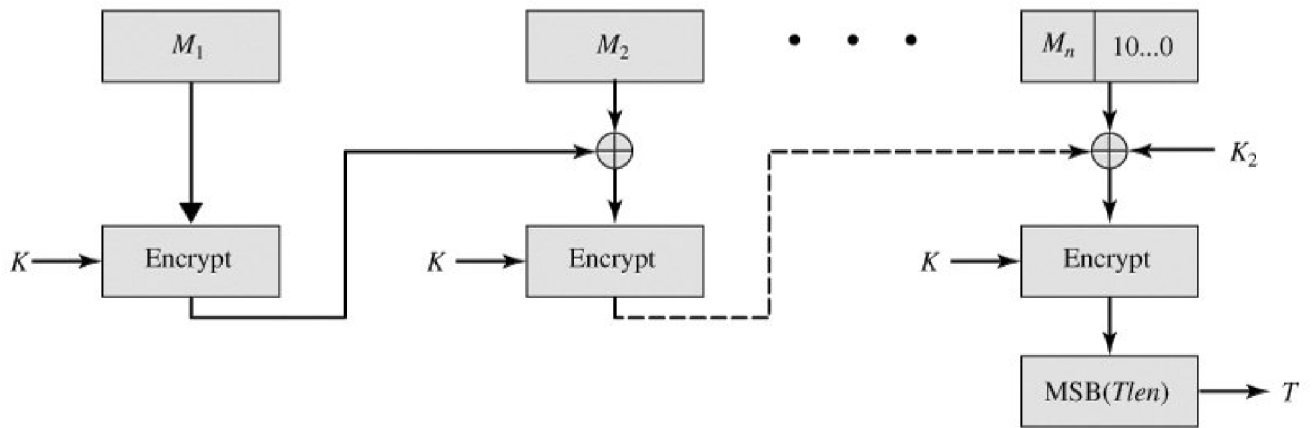 M₁
M₂
Mₙ 10...0
K₂
K Encrypt
K Encrypt
K Encrypt
MSB(Tlen) T